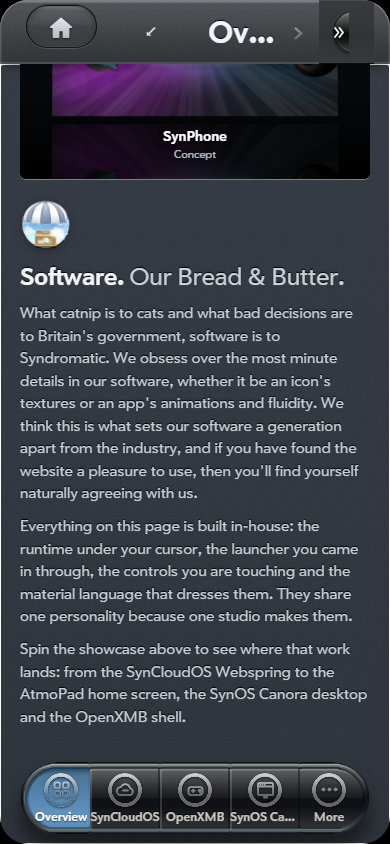 Ov...
SynPhone
Concept
Software. Our Bread & Butter.
What catnip is to cats and what bad decisions are
to Britain's government, software is to
Syndromatic. We obsess over the most minute
details in our software, whether it be an icon's
textures or an app's animations and fluidity. We
think this is what sets our software a generation
apart from the industry, and if you have found the
website a pleasure to use, then you'll find yourself
naturally agreeing with us.
Everything on this page is built in-house: the
runtime under your cursor, the launcher you came
in through, the controls you are touching and the
material language that dresses them. They share
one personality because one studio makes them.
Spin the showcase above to see where that work
lands: from the SynCloudOS Webspring to the
AtmoPad home screen, the SynOS Canora desktop
and the OpenXMB shell.
Overview SynCloudOS OpenXMB SynOS Ca... More